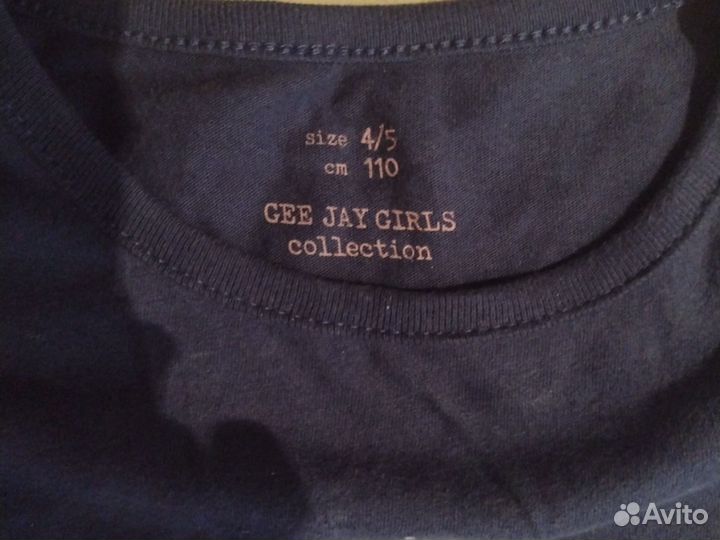 size 4/5
cm 110
GEE JAY GIRLS
collection
Avito